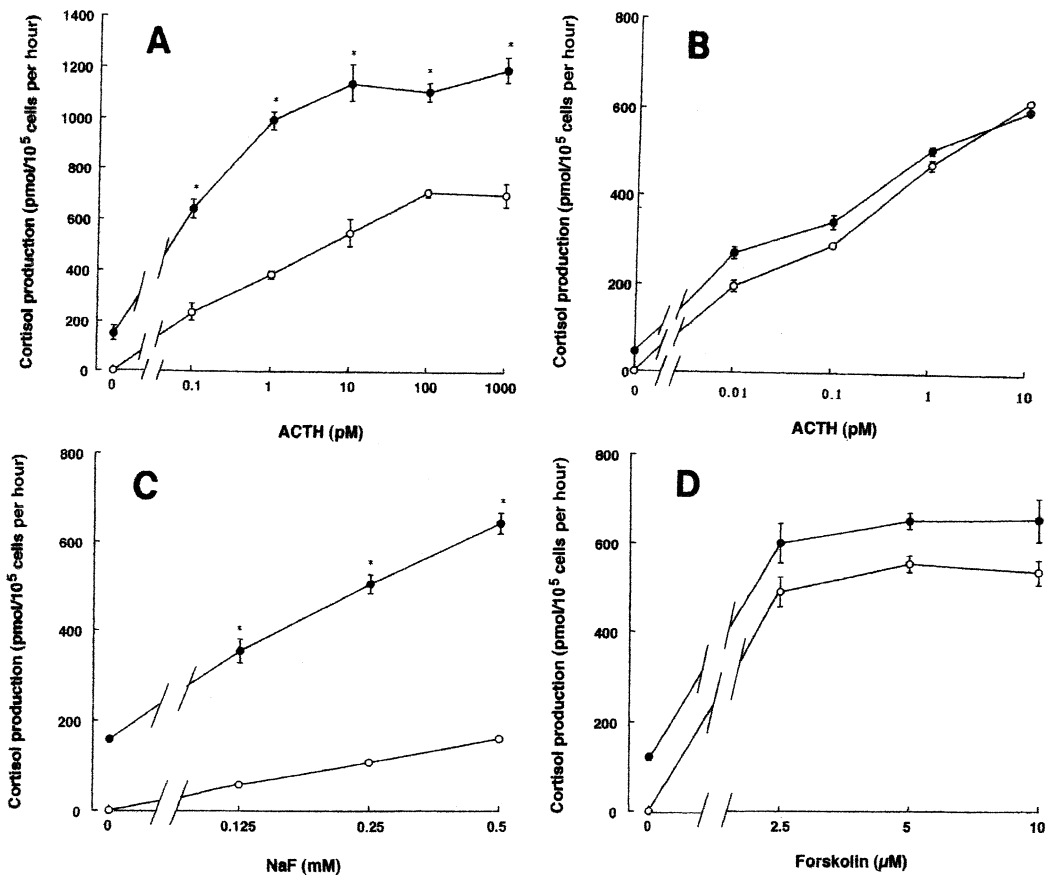 A
Cortisol production (pmol/10⁵ cells per hour)
1400
1200
1000
800
600
400
200
0
*
*
*
*
*
0 0.1 1 10 100 1000
ACTH (pM)
B
Cortisol production (pmol/10⁵ cells per hour)
800
600
400
200
0
0 0.01 0.1 1 10
ACTH (pM)
C
Cortisol production (pmol/10⁵ cells per hour)
800
600
400
200
0
*
*
*
0 0.125 0.25 0.5
NaF (mM)
D
Cortisol production (pmol/10⁵ cells per hour)
800
600
400
200
0
0 2.5 5 10
Forskolin (μM)